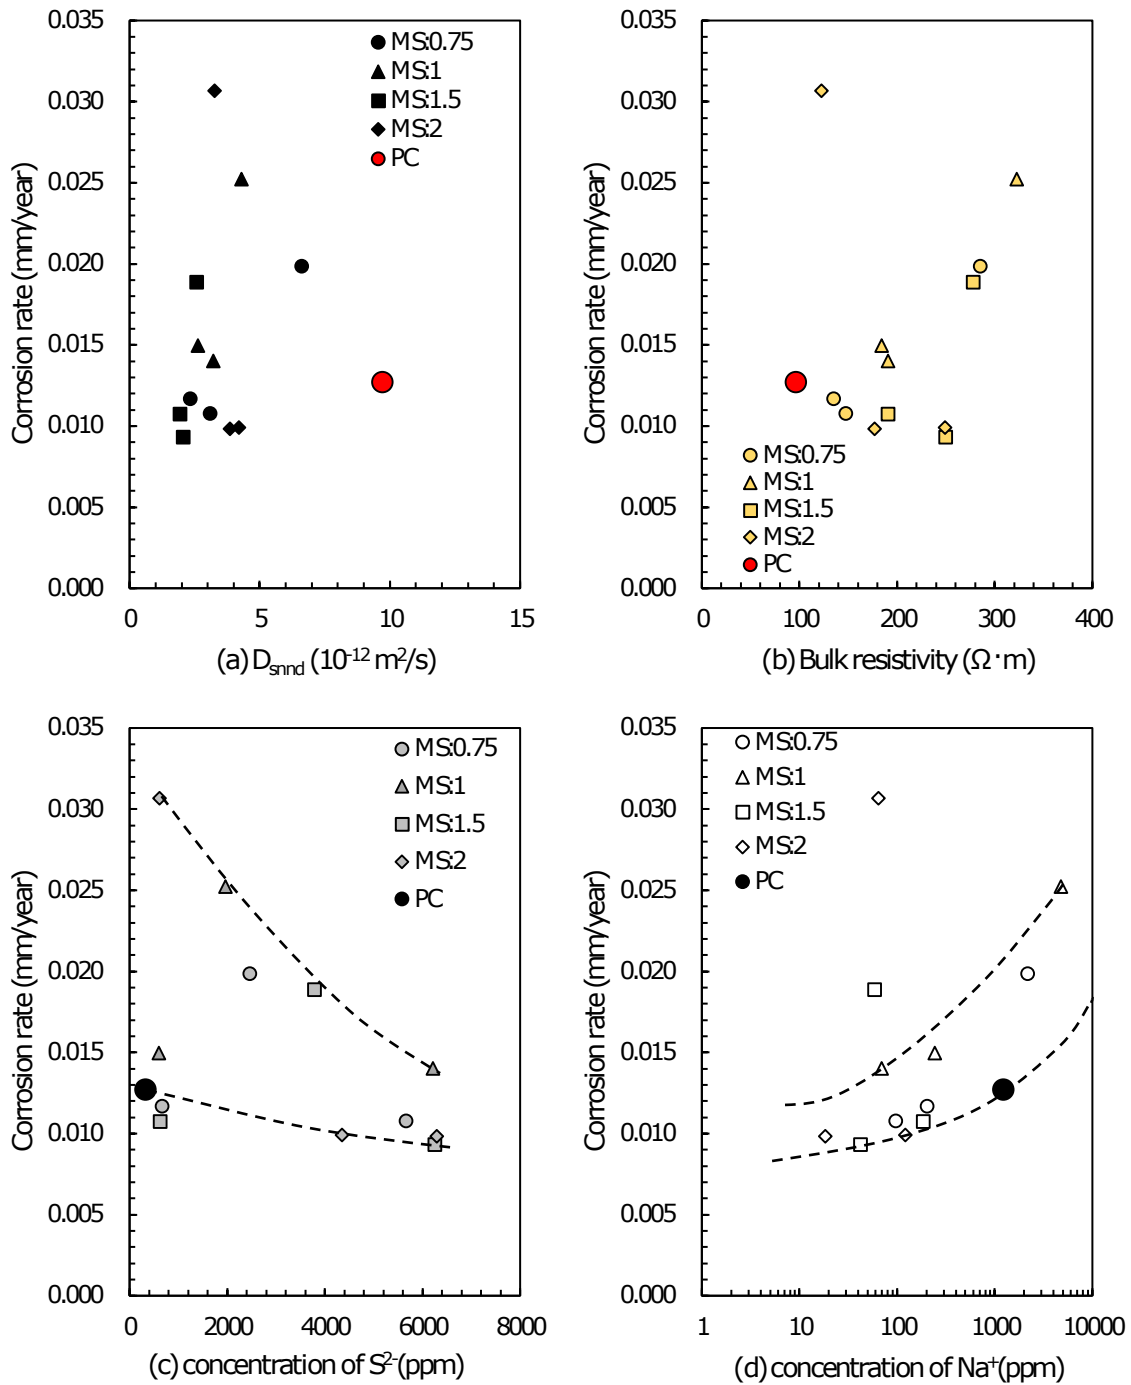 0.035
0.030
0.025
0.020
0.015
0.010
0.005
0.000
Corrosion rate (mm/year)
MS:0.75
MS:1
MS:1.5
MS:2
PC
0 5 10 15
(a) Dsnnd (10-12 m2/s)
0.035
0.030
0.025
0.020
0.015
0.010
0.005
0.000
Corrosion rate (mm/year)
MS:0.75
MS:1
MS:1.5
MS:2
PC
0 100 200 300 400
(b) Bulk resistivity (Ω·m)
0.035
0.030
0.025
0.020
0.015
0.010
0.005
0.000
Corrosion rate (mm/year)
MS:0.75
MS:1
MS:1.5
MS:2
PC
0 2000 4000 6000 8000
(c) concentration of S2-(ppm)
0.035
0.030
0.025
0.020
0.015
0.010
0.005
0.000
Corrosion rate (mm/year)
MS:0.75
MS:1
MS:1.5
MS:2
PC
1 10 100 1000 10000
(d) concentration of Na+(ppm)